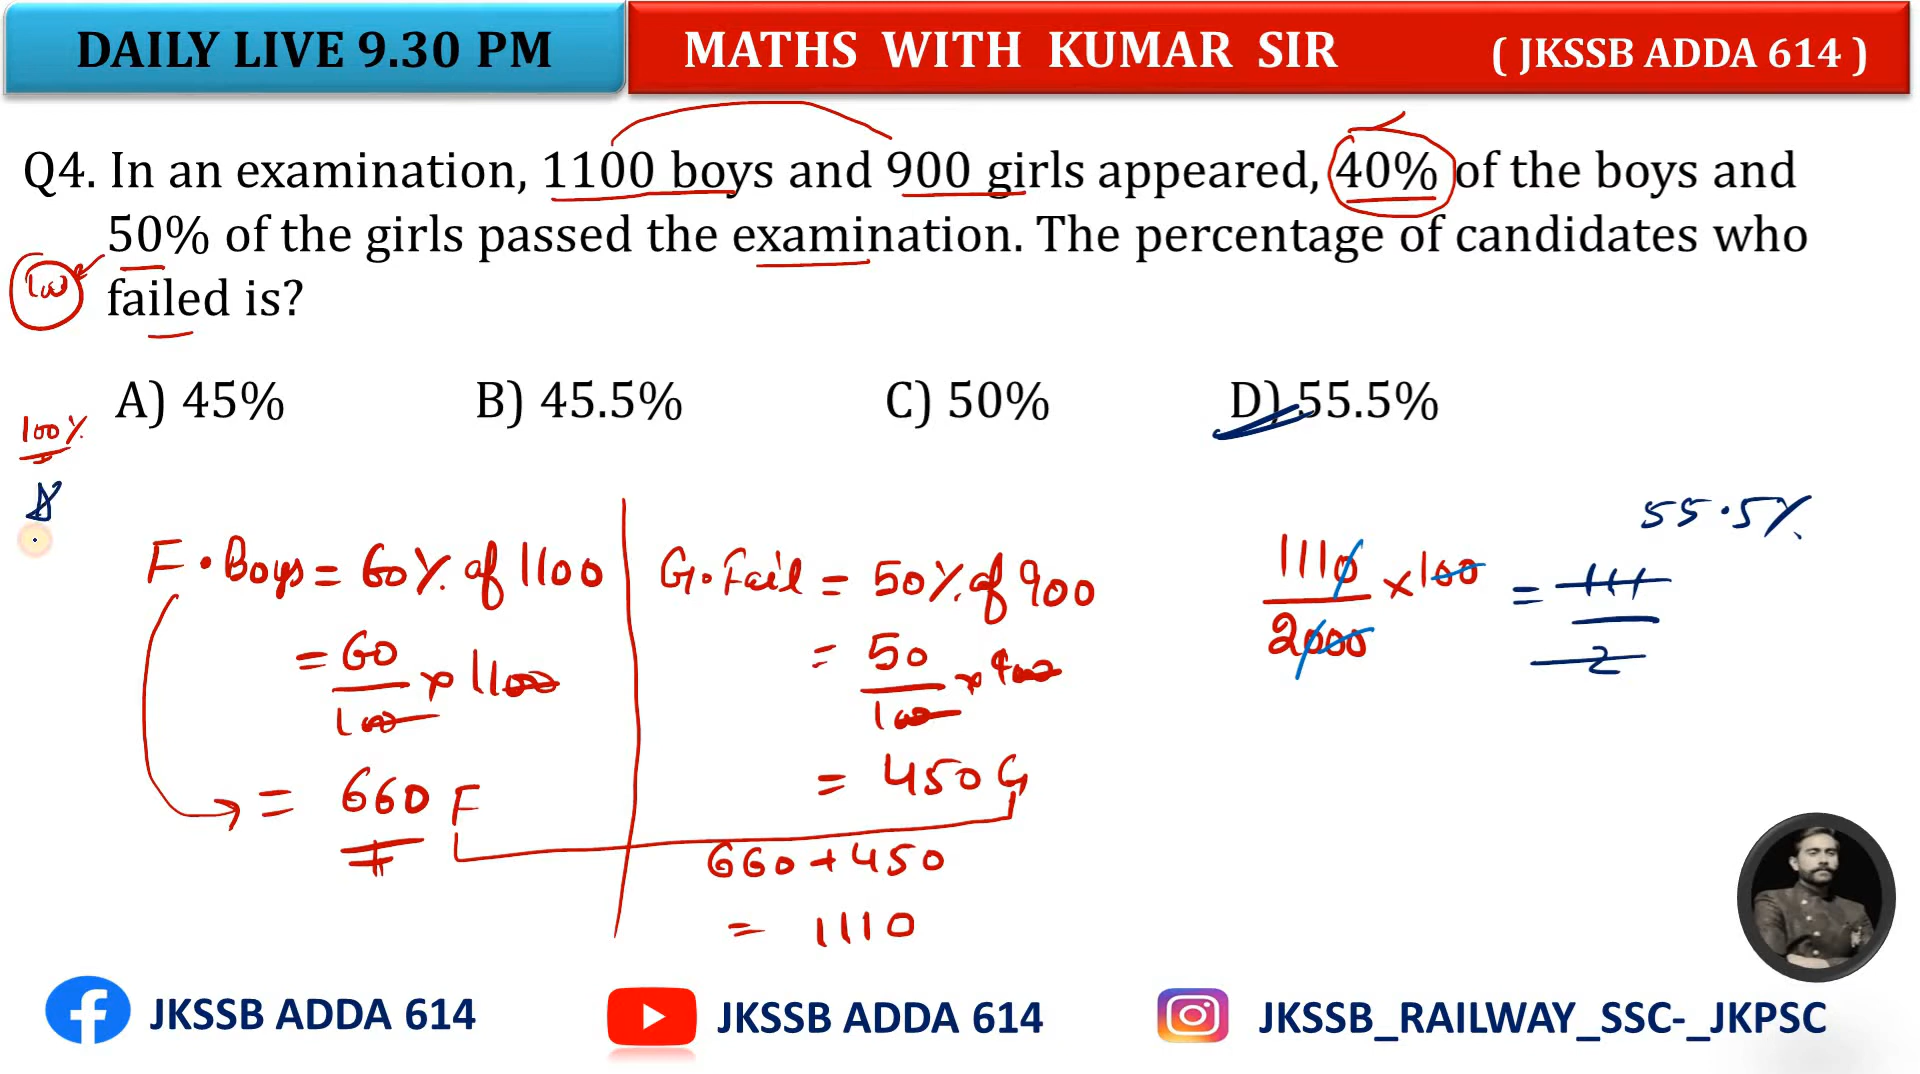 DAILY LIVE 9.30 PM
MATHS WITH KUMAR SIR ( JKSSB ADDA 614 )
Q4. In an examination, 1100 boys and 900 girls appeared, 40% of the boys and
50% of the girls passed the examination. The percentage of candidates who
100
failed is?
A) 45% B) 45.5% C) 50% D) 55.5%
100%
55.5%
F. Boys = 60% of 1100
= 60/100 × 1100
= 660 F
G. Fail = 50% of 900
= 50/100 × 900
= 450 G
660 + 450
= 1110
1110/2000 × 100 = 111/2
JKSSB ADDA 614
JKSSB ADDA 614
JKSSB_RAILWAY_SSC-_JKPSC